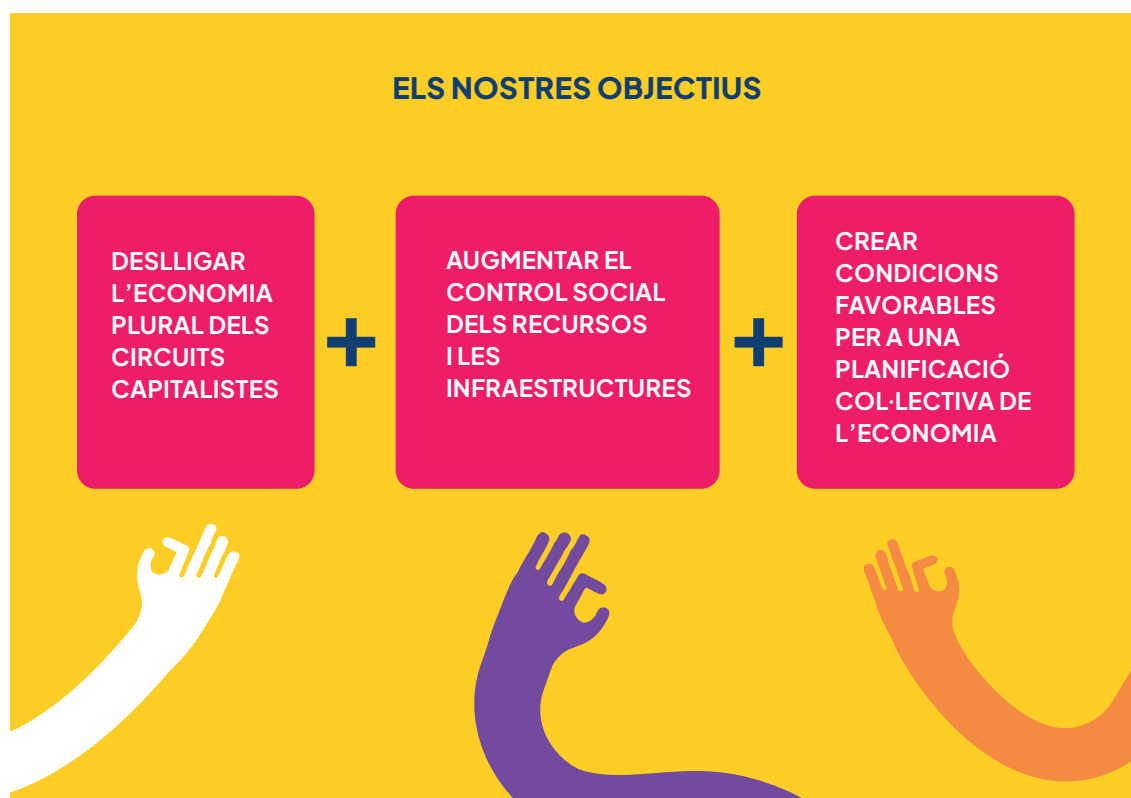 ELS NOSTRES OBJECTIUS
DESLLIGAR
L’ECONOMIA
PLURAL DELS
CIRCUITS
CAPITALISTES
+
AUGMENTAR EL
CONTROL SOCIAL
DELS RECURSOS
I LES
INFRAESTRUCTURES
+
CREAR
CONDICIONS
FAVORABLES
PER A UNA
PLANIFICACIÓ
COL·LECTIVA DE
L’ECONOMIA